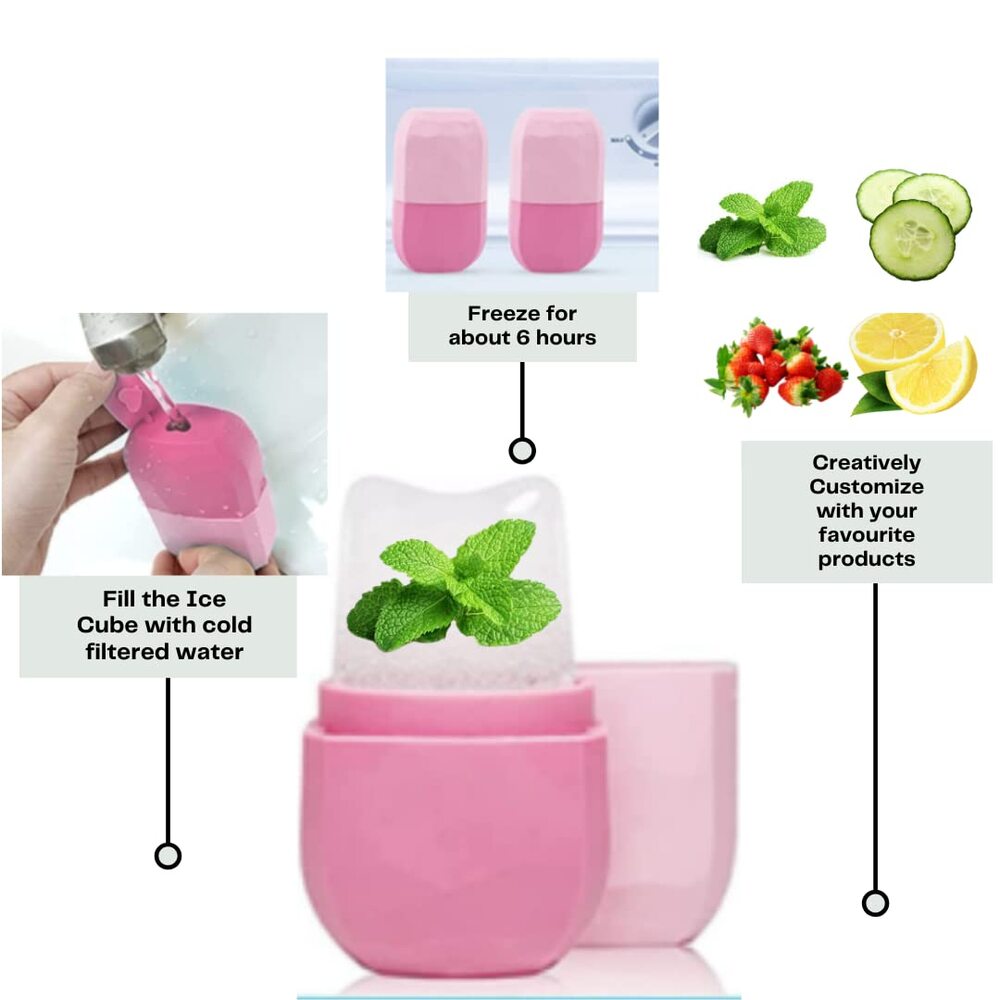 Freeze for
about 6 hours
Fill the Ice
Cube with cold
filtered water
Creatively
Customize
with your
favourite
products